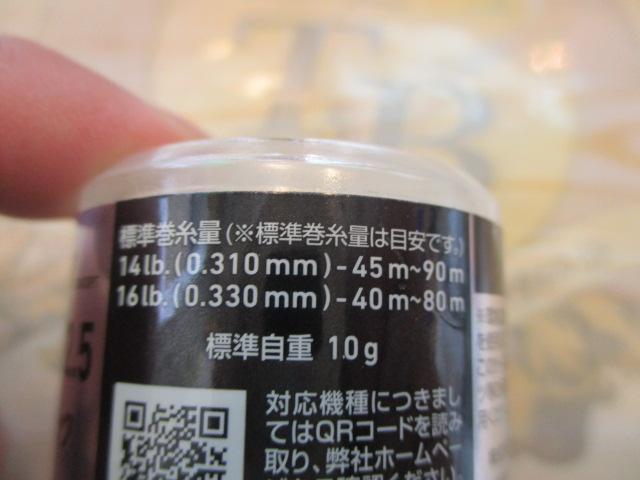 標準巻糸量(※標準巻糸量は目安です。)
14lb.(0.310mm)-45m~90m
16lb.(0.330mm)-40m~80m
標準自重 10g
対応機種につきまし
てはQRコードを読み
取り、弊社ホームペー